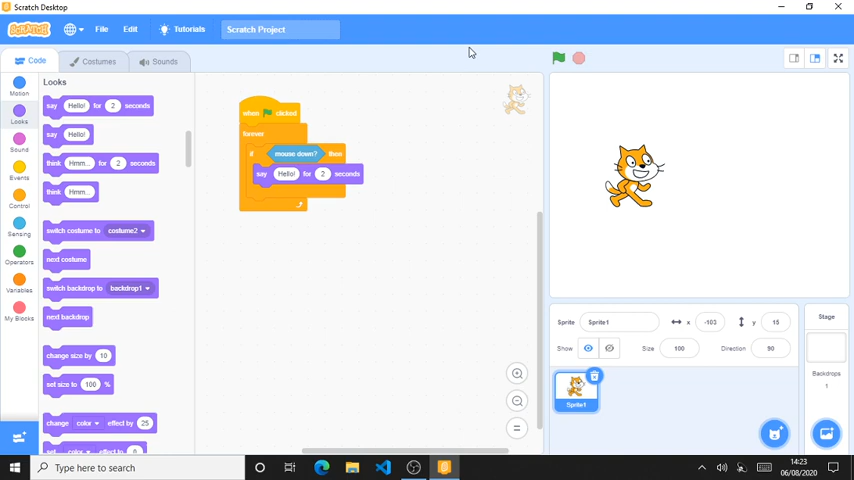 Scratch Desktop
SCRATCH
File
Edit
Tutorials
Scratch Project
Code
Costumes
Sounds
Motion
Looks
Sound
Events
Control
Sensing
Operators
Variables
My Blocks
Looks
say Hello! for 2 seconds
say Hello!
think Hmm... for 2 seconds
think Hmm...
switch costume to costume2
next costume
switch backdrop to backdrop1
next backdrop
change size by 10
set size to 100 %
change color effect by 25
set color effect to 0
when clicked
forever
if mouse down? then
say Hello! for 2 seconds
Sprite Sprite1 x -103 y 15
Show Size 100 Direction 90
Sprite1
Stage
Backdrops
1
Type here to search
14:23
06/08/2020